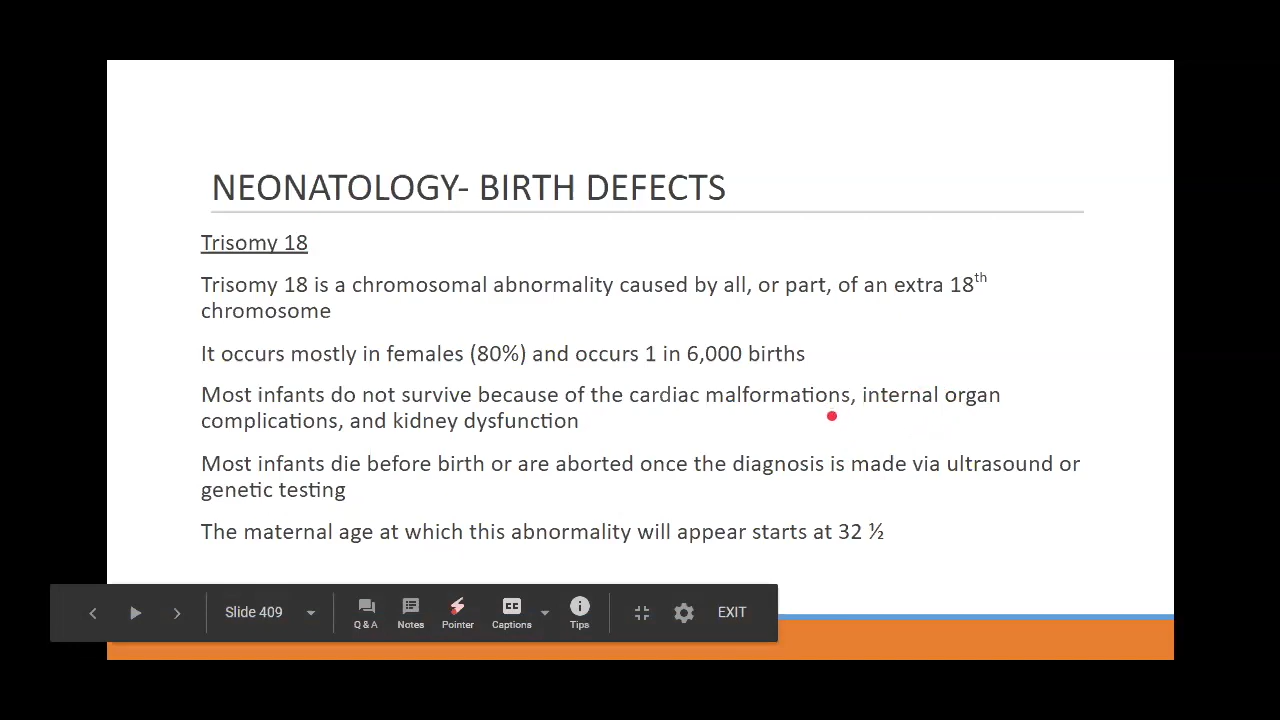 NEONATOLOGY- BIRTH DEFECTS
Trisomy 18
Trisomy 18 is a chromosomal abnormality caused by all, or part, of an extra 18th
chromosome
It occurs mostly in females (80%) and occurs 1 in 6,000 births
Most infants do not survive because of the cardiac malformations, internal organ
complications, and kidney dysfunction
Most infants die before birth or are aborted once the diagnosis is made via ultrasound or
genetic testing
The maternal age at which this abnormality will appear starts at 32 ½
Slide 409 Q & A Notes Pointer CC Captions Tips EXIT